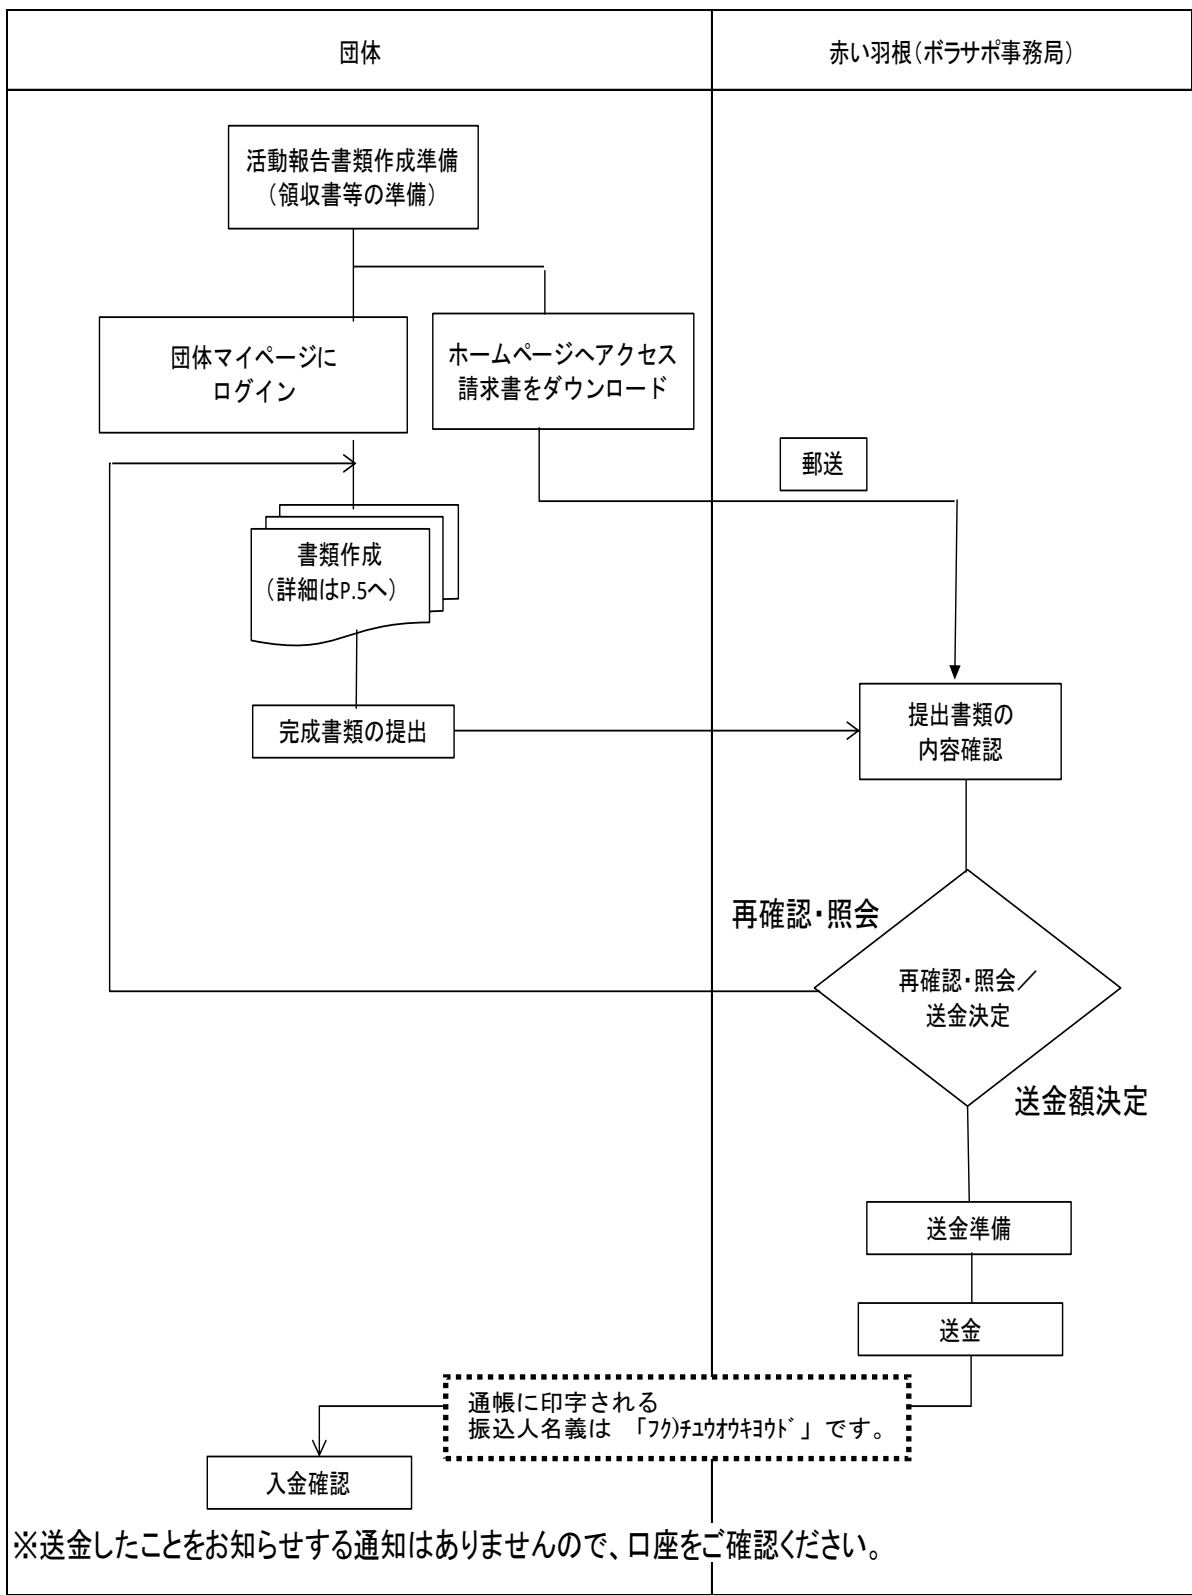 団体
赤い羽根（ボラサポ事務局）
活動報告書類作成準備
（領収書等の準備）
団体マイページに
ログイン
ホームページへアクセス
請求書をダウンロード
郵送
書類作成
（詳細はP.5へ）
完成書類の提出
提出書類の
内容確認
再確認・照会
再確認・照会／
送金決定
送金額決定
送金準備
送金
通帳に印字される
振込人名義は 「ﾌｸ)ﾁﾕｳｵｳｷﾖｳﾄﾞ」です。
入金確認
※送金したことをお知らせする通知はありませんので、口座をご確認ください。